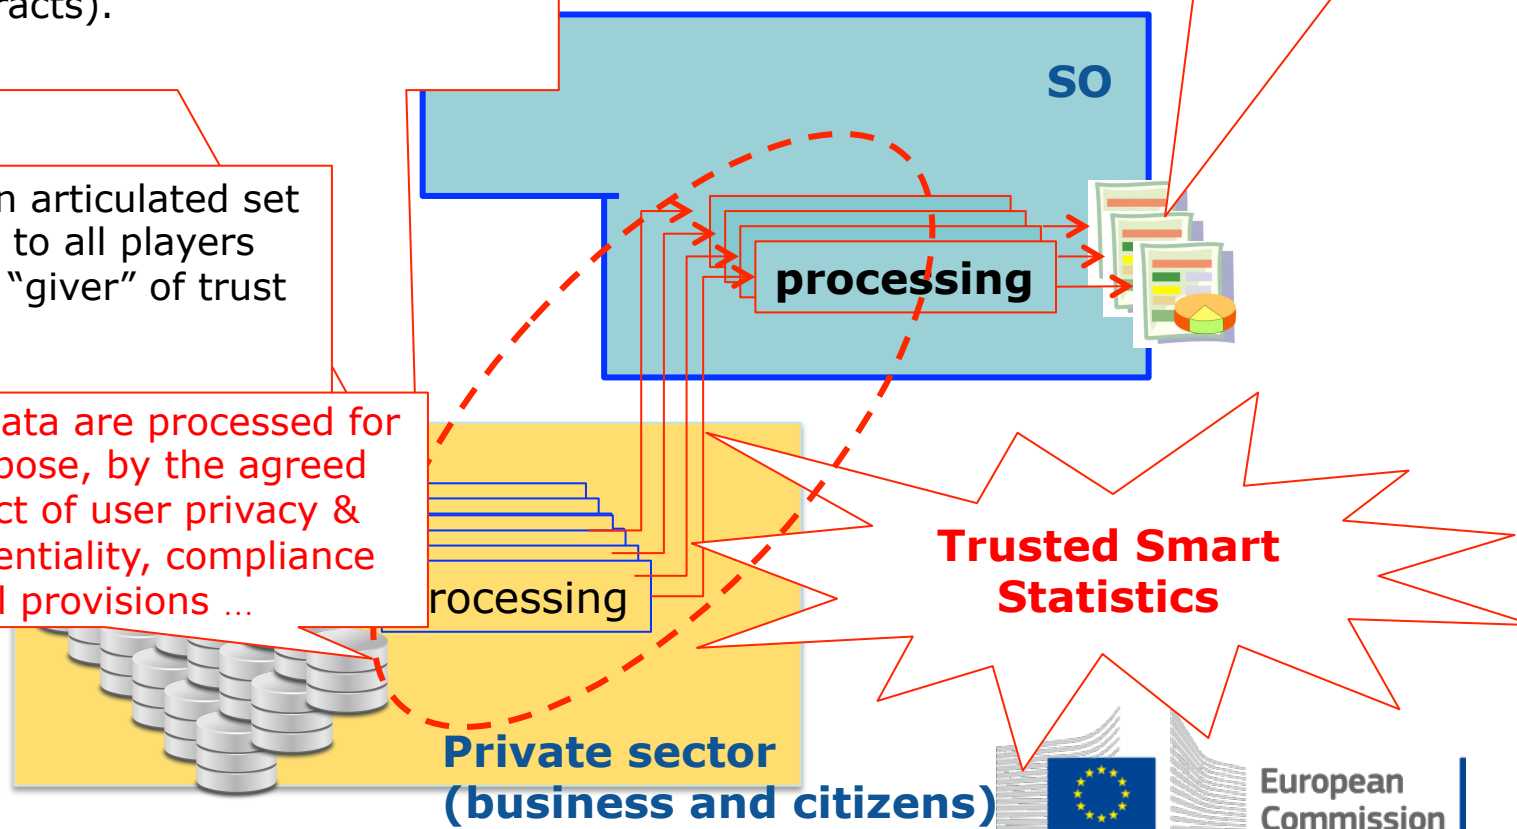 racts).
SO
n articulated set
to all players
“giver” of trust
processing
ata are processed for
pose, by the agreed
ct of user privacy &
entiality, compliance
l provisions ...
rocessing
Trusted Smart
Statistics
Private sector
(business and citizens)
European
Commission